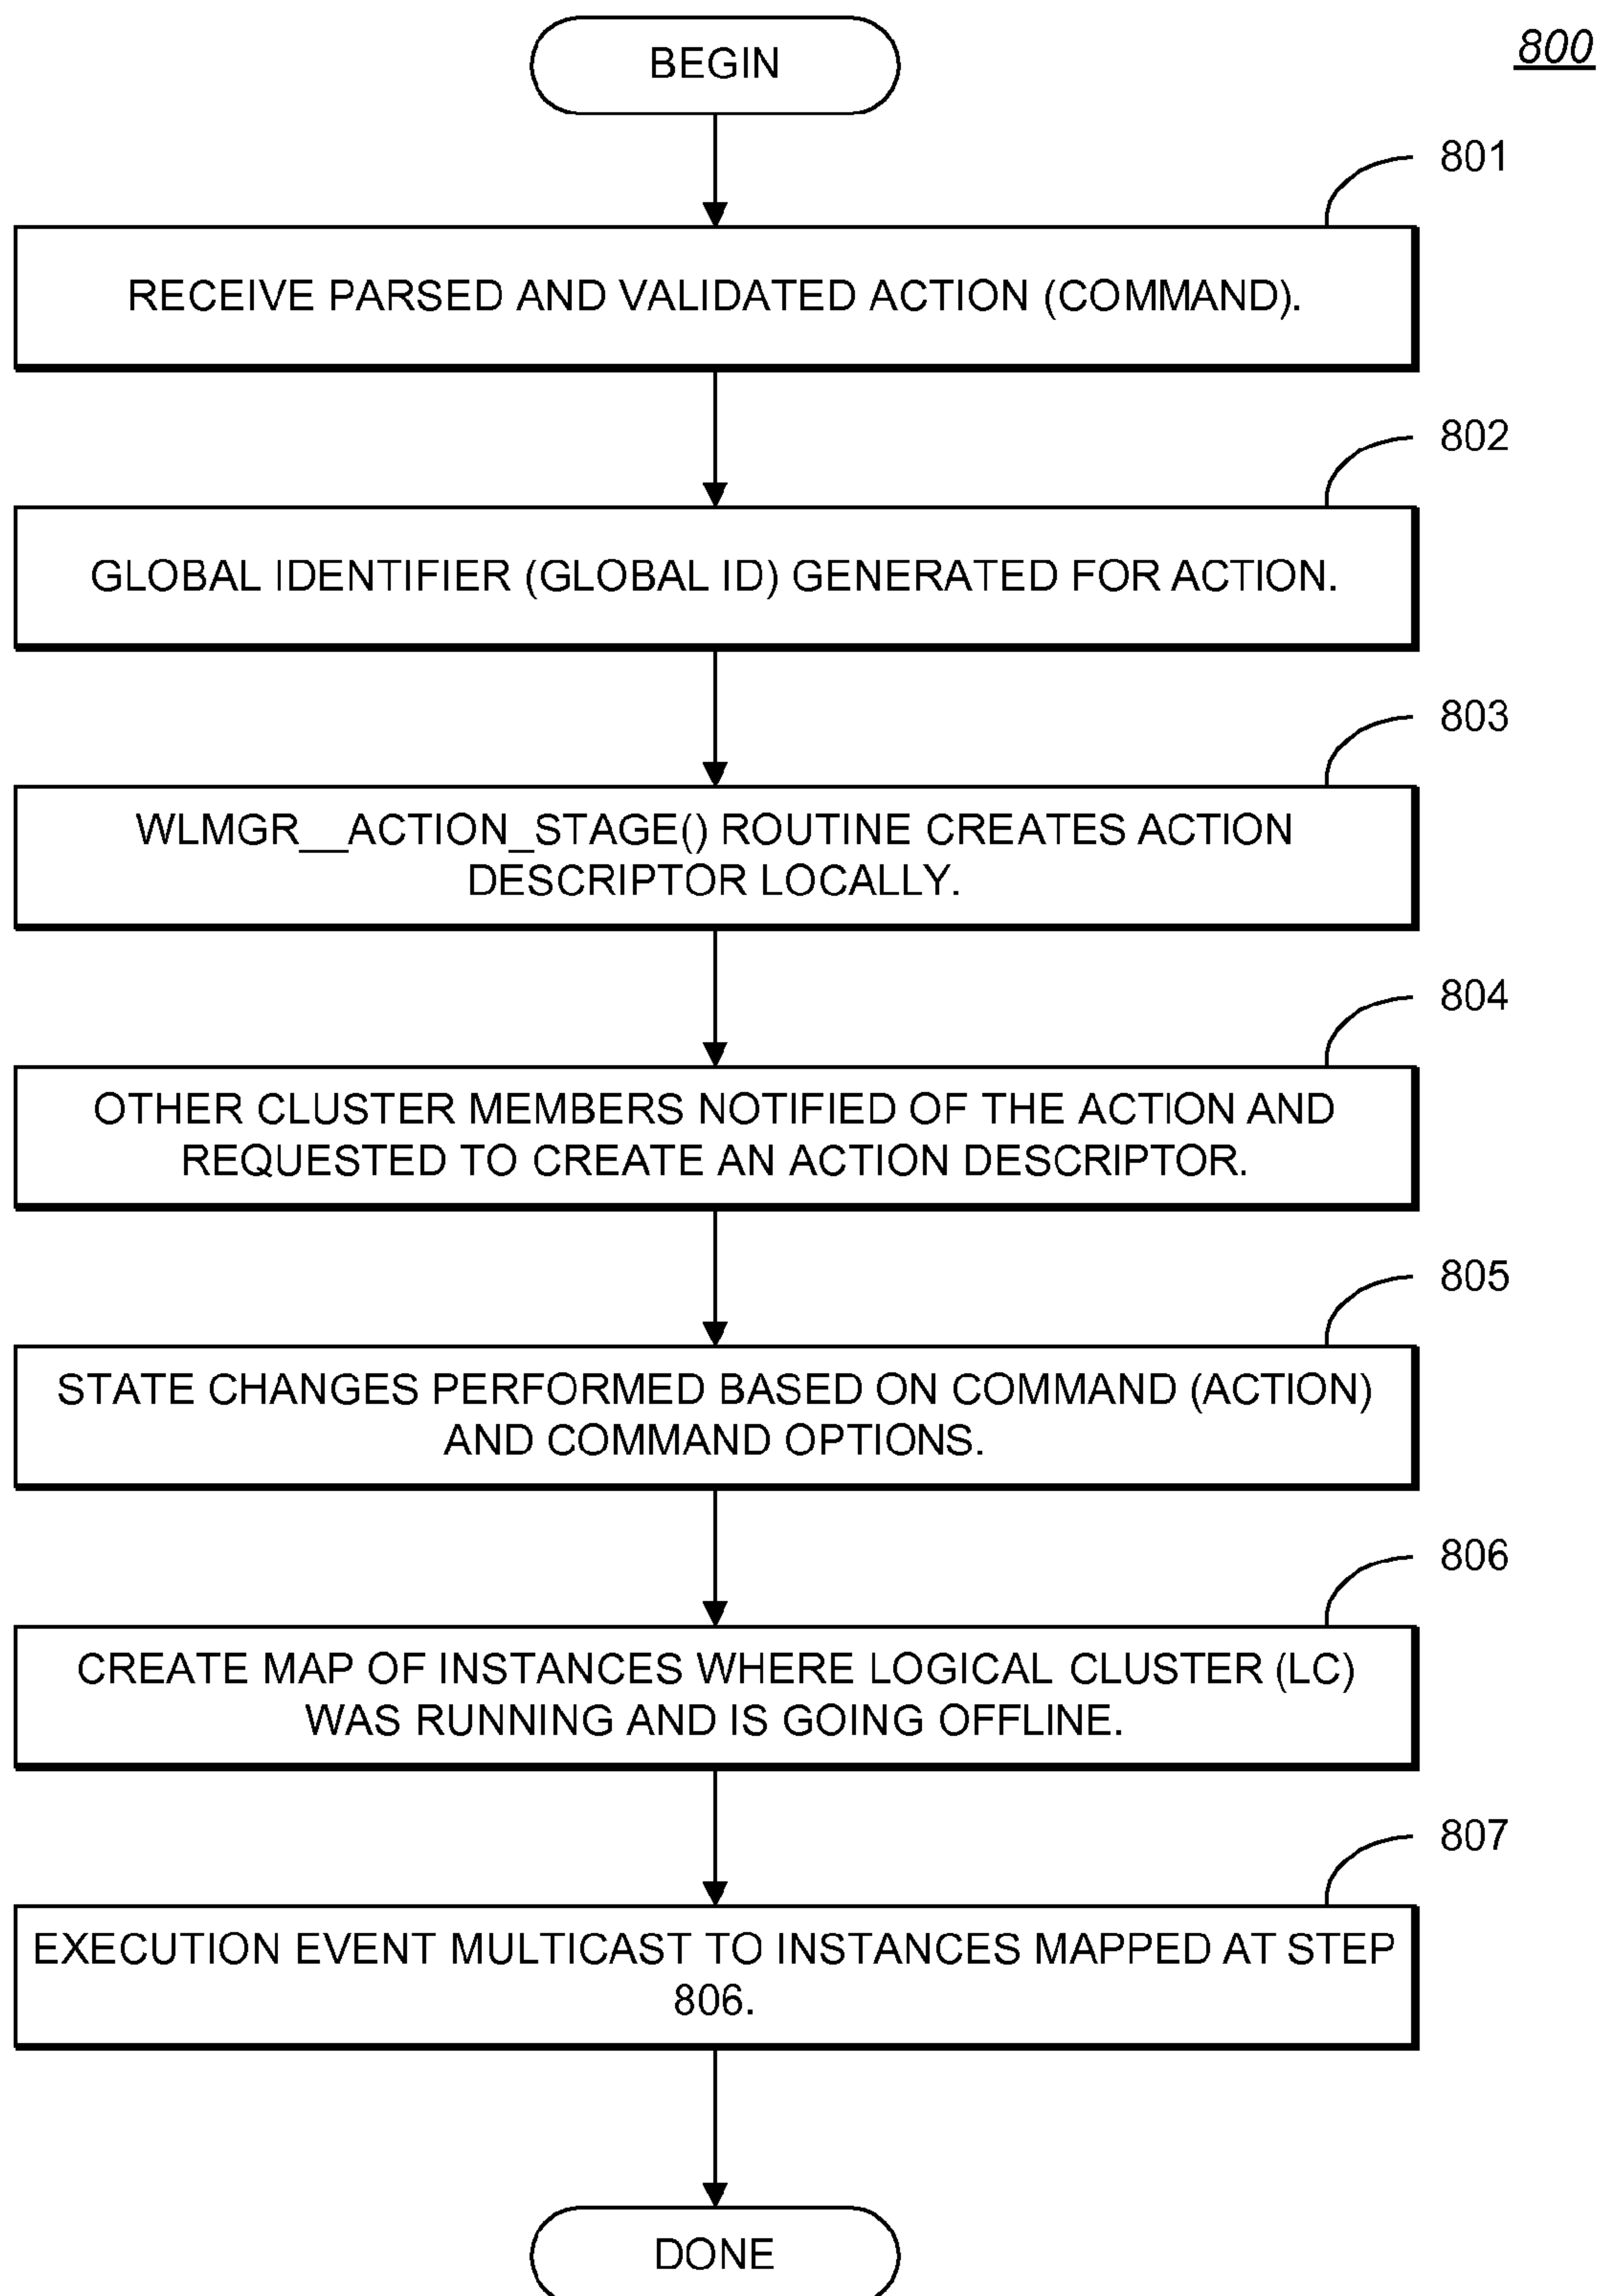 BEGIN
800
801
RECEIVE PARSED AND VALIDATED ACTION (COMMAND).
802
GLOBAL IDENTIFIER (GLOBAL ID) GENERATED FOR ACTION.
803
WLMGR__ACTION_STAGE() ROUTINE CREATES ACTION
DESCRIPTOR LOCALLY.
804
OTHER CLUSTER MEMBERS NOTIFIED OF THE ACTION AND
REQUESTED TO CREATE AN ACTION DESCRIPTOR.
805
STATE CHANGES PERFORMED BASED ON COMMAND (ACTION)
AND COMMAND OPTIONS.
806
CREATE MAP OF INSTANCES WHERE LOGICAL CLUSTER (LC)
WAS RUNNING AND IS GOING OFFLINE.
807
EXECUTION EVENT MULTICAST TO INSTANCES MAPPED AT STEP
806.
DONE